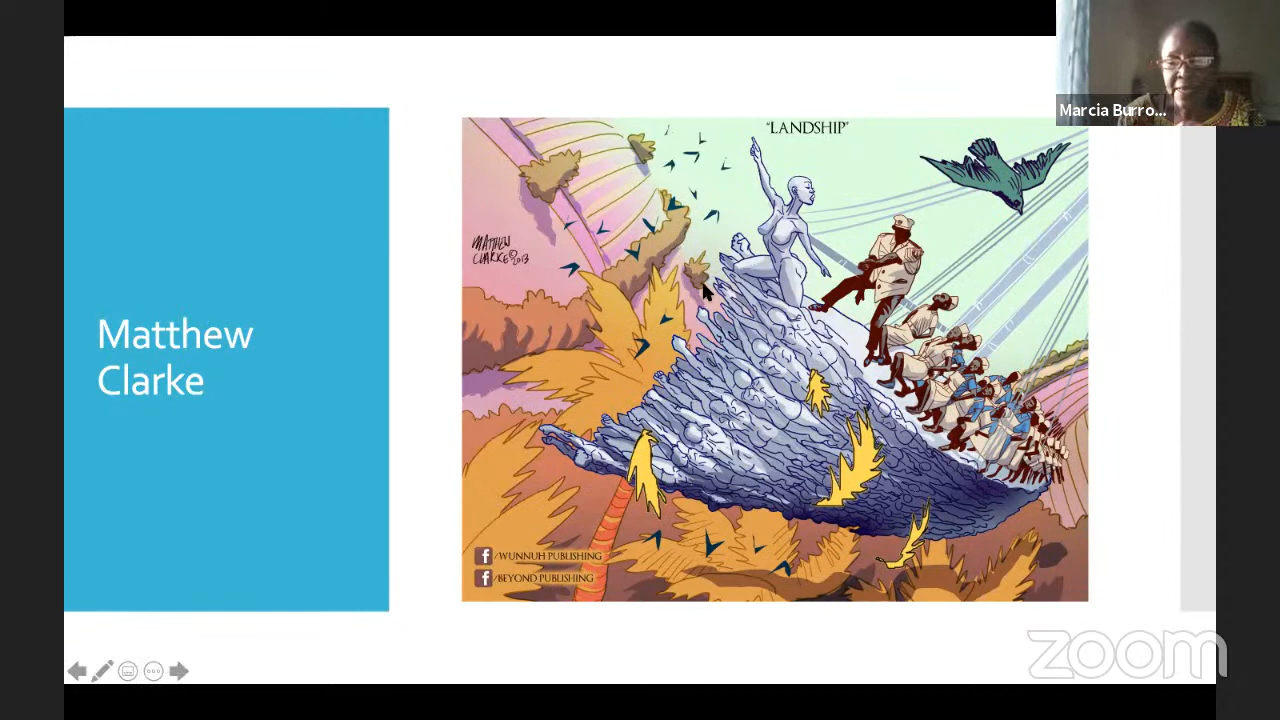 Marcia Burro...
"LANDSHIP"
MATTHEW
CLARKE © 2013
Matthew
Clarke
f /WUNNUH PUBLISHING
f /BEYOND PUBLISHING
zoom